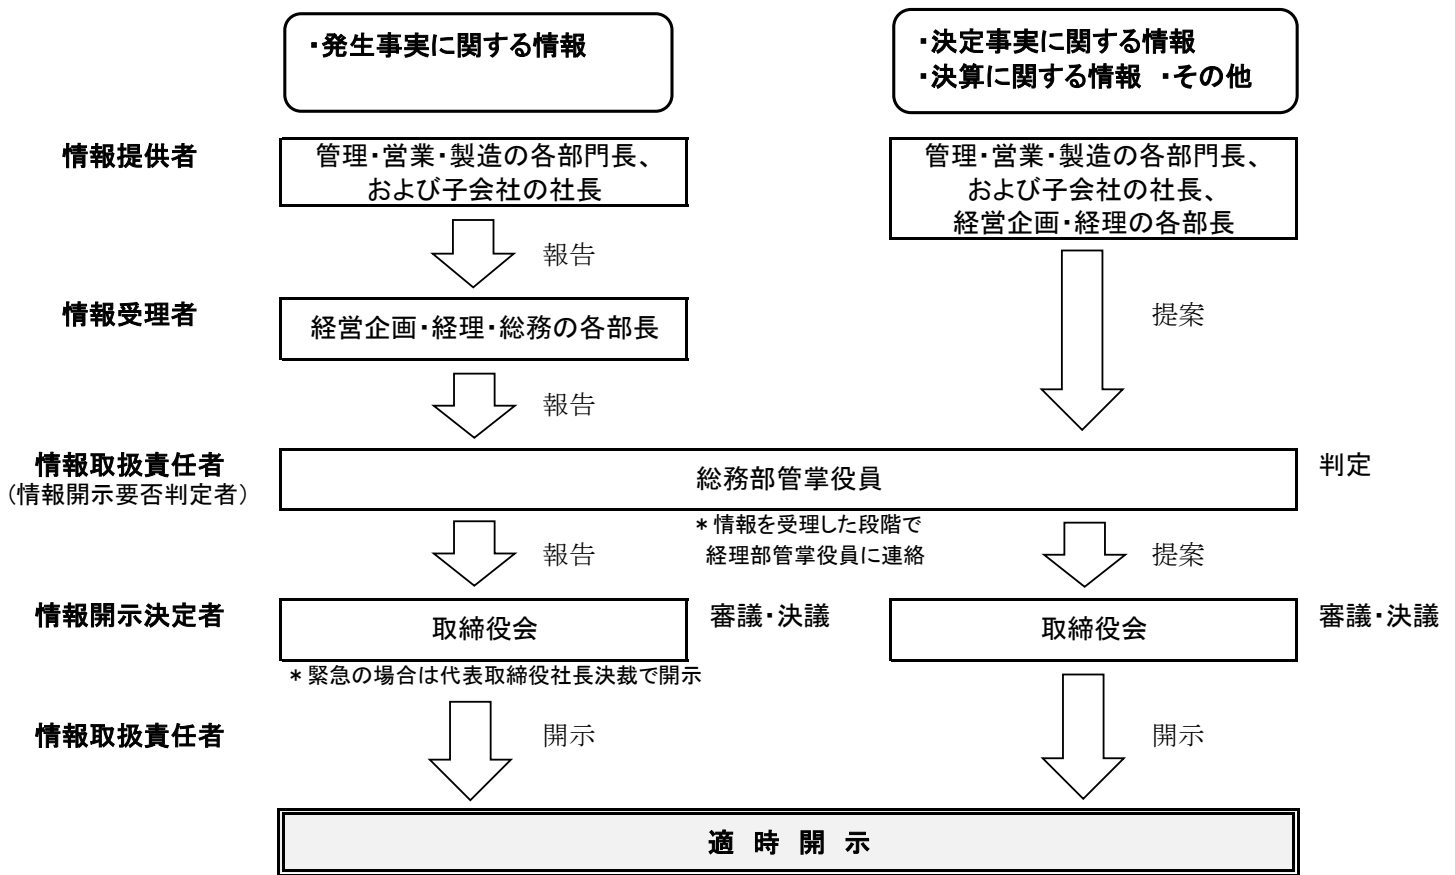 ・発生事実に関する情報
・決定事実に関する情報
・決算に関する情報 ・その他
情報提供者
管理・営業・製造の各部門長、
および子会社の社長
管理・営業・製造の各部門長、
および子会社の社長、
経営企画・経理の各部長
報告
情報受理者
経営企画・経理・総務の各部長
提案
報告
情報取扱責任者
（情報開示要否判定者）
総務部管掌役員
判定
＊情報を受理した段階で
経理部管掌役員に連絡
報告
提案
情報開示決定者
取締役会
審議・決議
取締役会
審議・決議
＊緊急の場合は代表取締役社長決裁で開示
情報取扱責任者
開示
開示
適 時 開 示